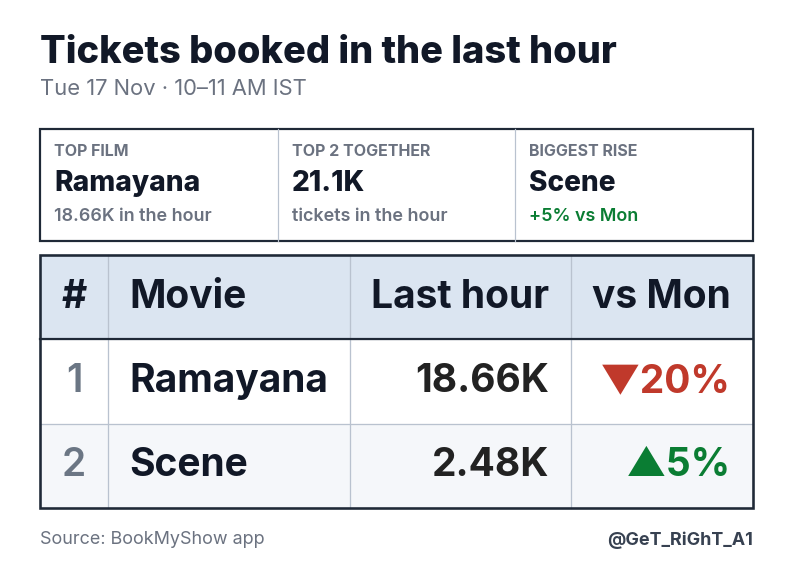 Tickets booked in the last hour
Tue 17 Nov · 10–11 AM IST
TOP FILM
Ramayana
18.66K in the hour
TOP 2 TOGETHER
21.1K
tickets in the hour
BIGGEST RISE
Scene
+5% vs Mon
# Movie Last hour vs Mon
1 Ramayana 18.66K ▼20%
2 Scene 2.48K ▲5%
Source: BookMyShow app
@GeT_RiGhT_A1